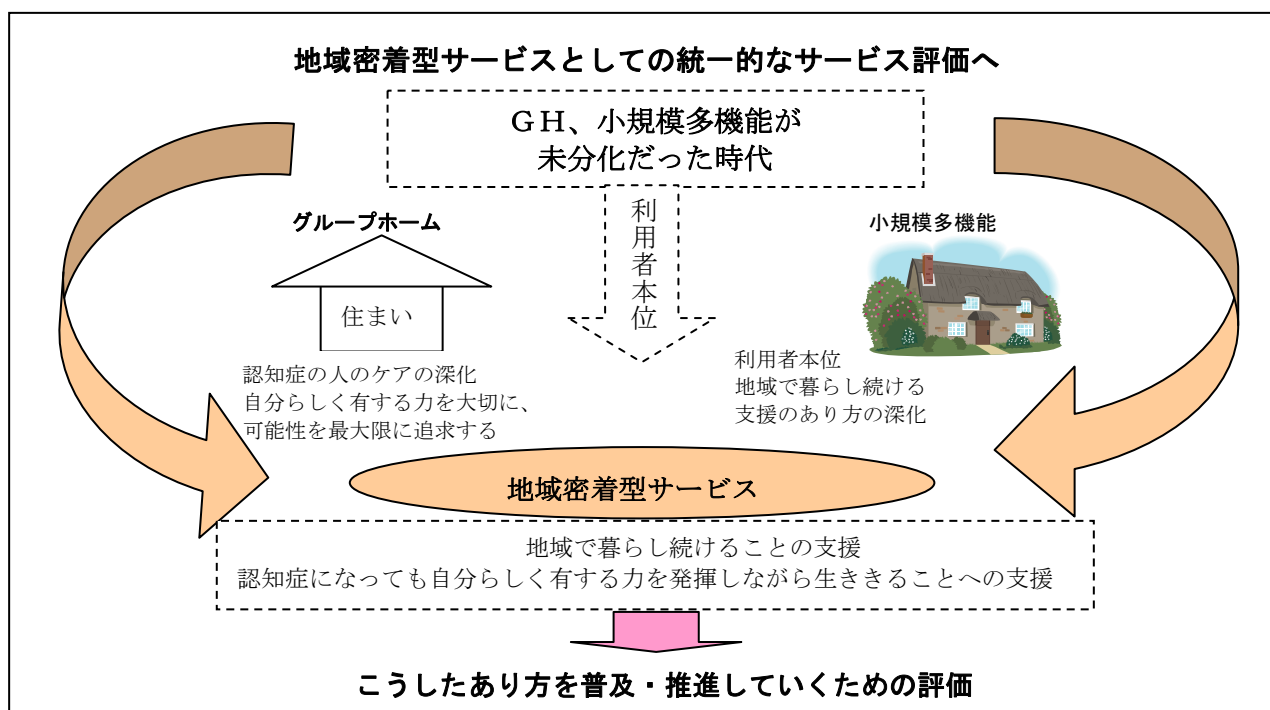 地域密着型サービスとしての統一的なサービス評価へ
ＧＨ、小規模多機能が
未分化だった時代
利用者本位
グループホーム
住まい
認知症の人のケアの深化
自分らしく有する力を大切に、
可能性を最大限に追求する
小規模多機能
利用者本位
地域で暮らし続ける
支援のあり方の深化
地域密着型サービス
地域で暮らし続けることの支援
認知症になっても自分らしく有する力を発揮しながら生ききることへの支援
こうしたあり方を普及・推進していくための評価